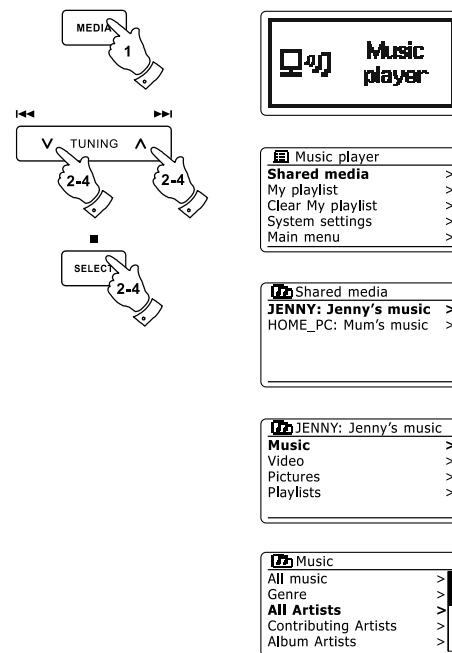 MEDIA
1
TUNING
2-4
2-4
SELECT
2-4
Music
player
Music player
Shared media >
My playlist >
Clear My playlist >
System settings >
Main menu >
Shared media
JENNY: Jenny's music >
HOME_PC: Mum's music >
JENNY: Jenny's music
Music >
Video >
Pictures >
Playlists >
Music
All music >
Genre >
All Artists >
Contributing Artists >
Album Artists >